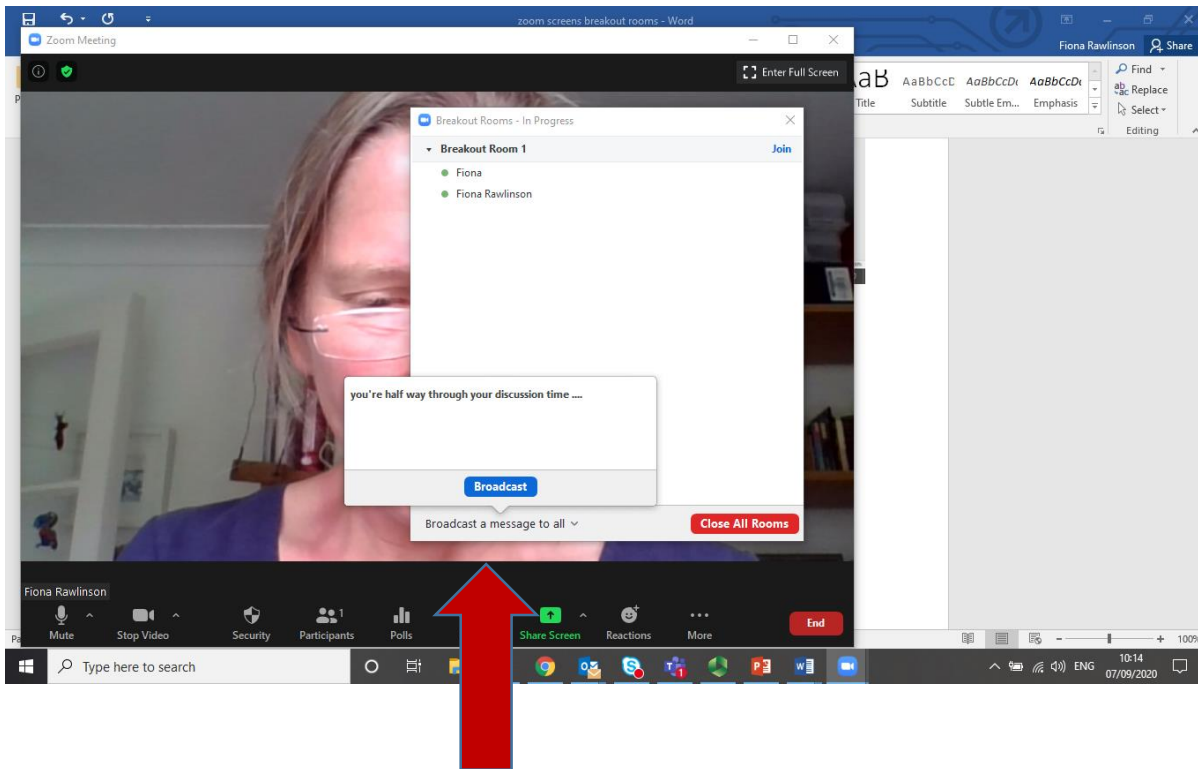 zoom screens breakout rooms - Word
Zoom Meeting
Fiona Rawlinson
Share
Enter Full Screen
Find
Replace
Select
Editing
AaBbCcD
AaBbCcDt
AaBbCcDt
Title
Subtitle
Subtle Em...
Emphasis
Breakout Rooms - In Progress
Breakout Room 1
Join
Fiona
Fiona Rawlinson
you're half way through your discussion time ....
Broadcast
Broadcast a message to all
Close All Rooms
Fiona Rawlinson
1
Mute
Stop Video
Security
Participants
Polls
Share Screen
Reactions
More
End
100%
Type here to search
ENG
10:14
07/09/2020